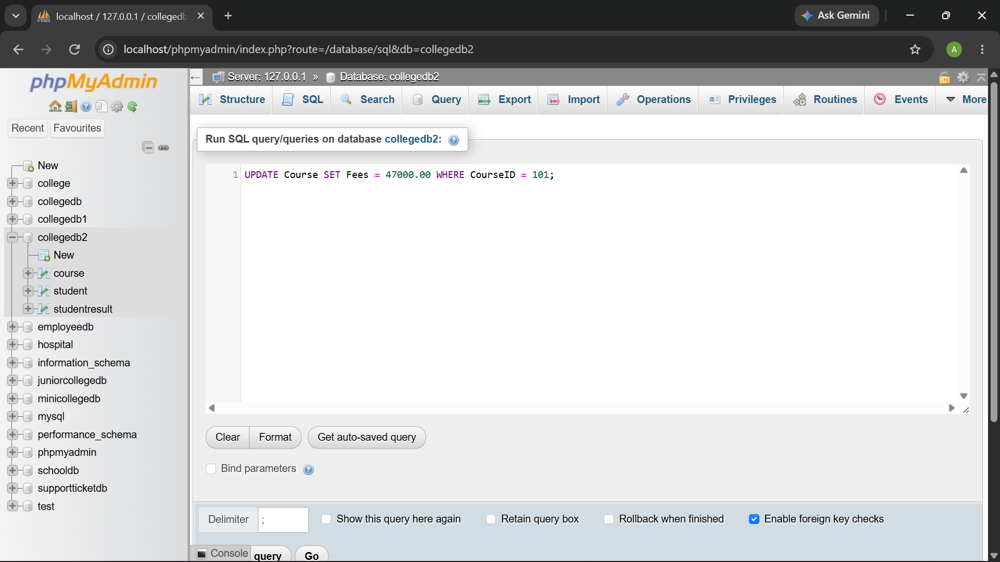 localhost / 127.0.0.1 / collegedb
Ask Gemini
localhost/phpmyadmin/index.php?route=/database/sql&db=collegedb2
A
phpMyAdmin
Recent
Favourites
New
college
collegedb
collegedb1
collegedb2
New
course
student
studentresult
employeedb
hospital
information_schema
juniorcollegedb
minicollegedb
mysql
performance_schema
phpmyadmin
schooldb
supportticketdb
test
Server: 127.0.0.1 » Database: collegedb2
Structure SQL Search Query Export Import Operations Privileges Routines Events More
Run SQL query/queries on database collegedb2:
1 UPDATE Course SET Fees = 47000.00 WHERE CourseID = 101;
Clear Format Get auto-saved query
Bind parameters
Delimiter ; Show this query here again Retain query box Rollback when finished Enable foreign key checks
Console query Go